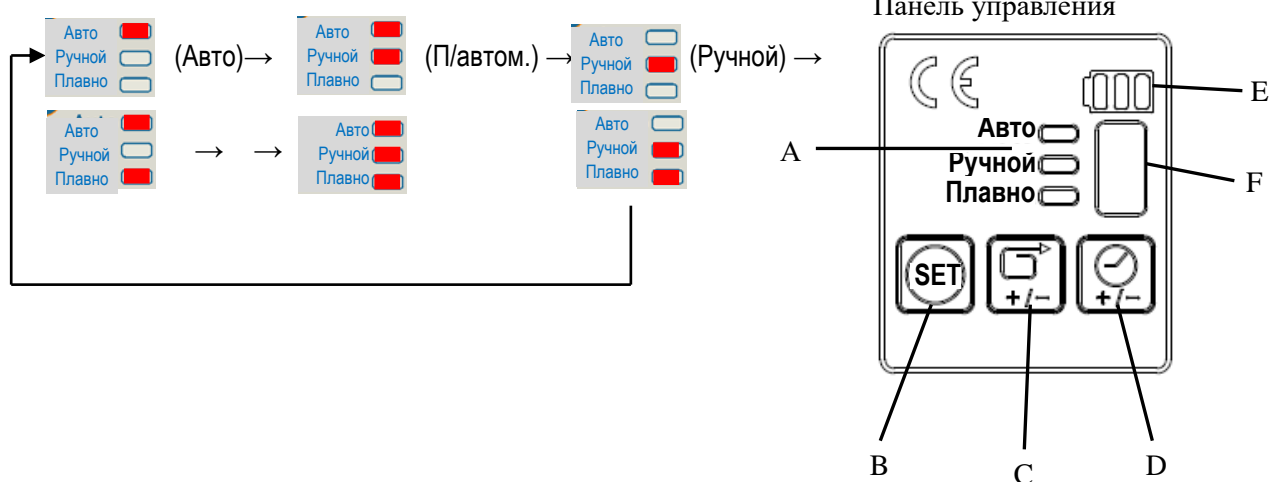 Панель управления
Авто
Ручной
Плавно
(Авто)→
Авто
Ручной
Плавно
(П/автом.) →
Авто
Ручной
Плавно
(Ручной) →
Авто
Ручной
Плавно
→ →
Авто
Ручной
Плавно
Авто
Ручной
Плавно
CE
E
Авто
A
Ручной
F
Плавно
SET
+/−
+/−
B
C
D